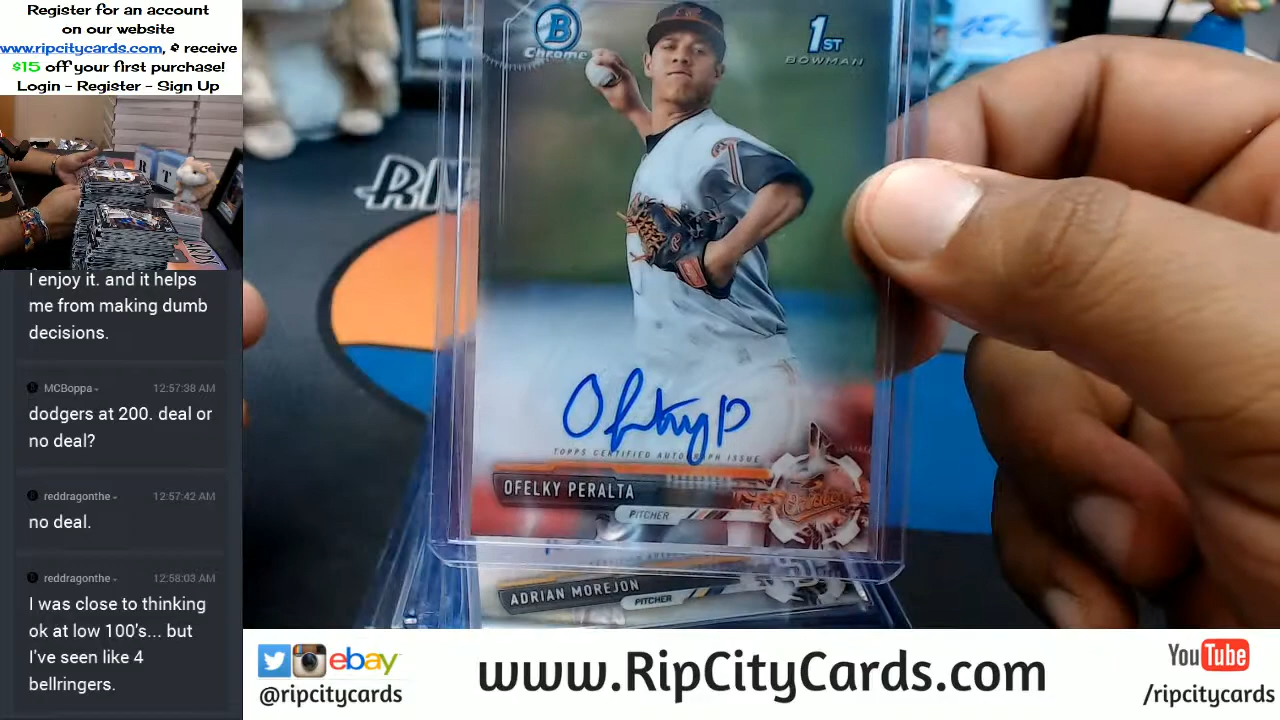 Register for an account
on our website
www.ripcitycards.com, & receive
$15 off your first purchase!
Login - Register - Sign Up
I enjoy it. and it helps
me from making dumb
decisions.
MCBoppa
12:57:38 AM
dodgers at 200. deal or
no deal?
reddragonthe
12:57:42 AM
no deal.
reddragonthe
12:58:03 AM
I was close to thinking
ok at low 100's... but
I've seen like 4
bellringers.
B
Chrome
1ST
BOWMAN
TOPPS CERTIFIED AUTOGRAPH ISSUE
OFELKY PERALTA
PITCHER
Orioles
ADRIAN MOREJON
PITCHER
R
T
ebay
@ripcitycards
www.RipCityCards.com
YouTube
/ripcitycards